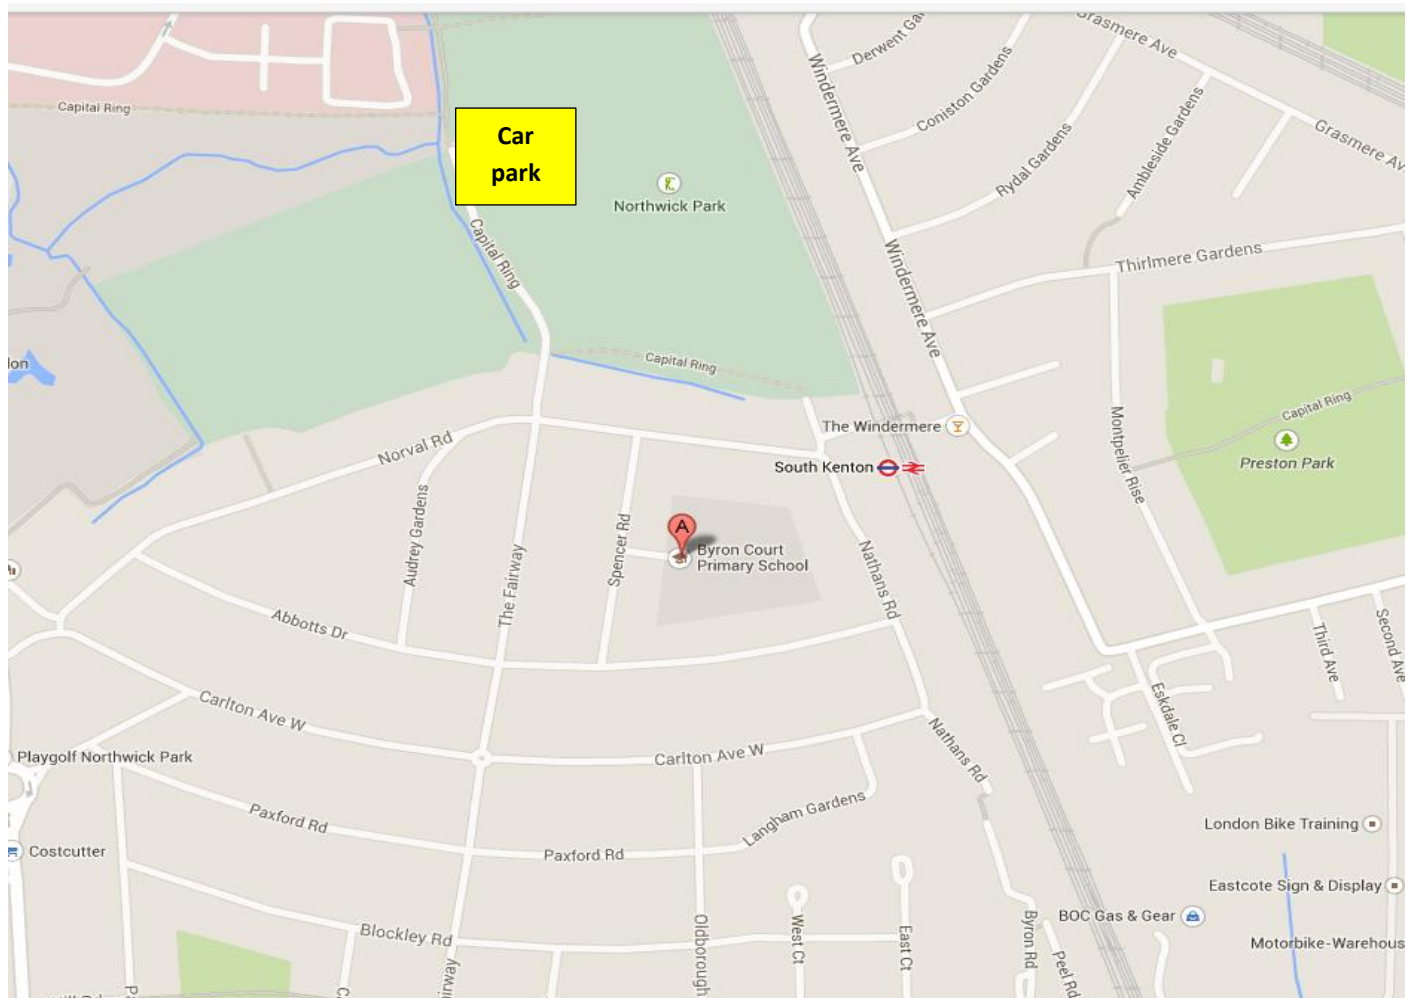 Grasmere Ave
Derwent Ga
Windermere Ave
Capital Ring
Coniston Gardens
Ambleside Gardens
Grasmere Av
Car
park
Rydal Gardens
Northwick Park
Capital Ring
Windermere Ave
Thirlmere Gardens
lon
Capital Ring
Capital Ring
Montpelier Rise
The Windermere
Norval Rd
Preston Park
South Kenton
Audrey Gardens
Spencer Rd
A
Byron Court
Primary School
Nathans Rd
The Fairway
Abbotts Dr
Third Ave
Second Ave
Eskdale Cl
Carlton Ave W
Carlton Ave W
Nathans Rd
Playgolf Northwick Park
Langham Gardens
Paxford Rd
Paxford Rd
London Bike Training
Costcutter
Eastcote Sign & Display
BOC Gas & Gear
Blockley Rd
Oldborough
West Ct
East Ct
Byron Rd
Peel Rd
Motorbike-Warehous
irway